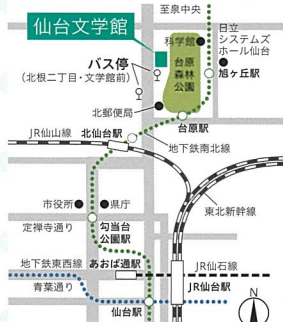 至泉中央
仙台文学館
科学館
日立
システムズ
ホール仙台
バス停
(北根二丁目・文学館前)
台原
森林
公園
旭ヶ丘駅
北郵便局
台原駅
JR仙山線
北仙台駅
地下鉄南北線
市役所
県庁
東北新幹線
定禅寺通り
勾当台
公園駅
地下鉄東西線
あおば通駅
JR仙石線
青葉通り
JR仙台駅
仙台駅
N